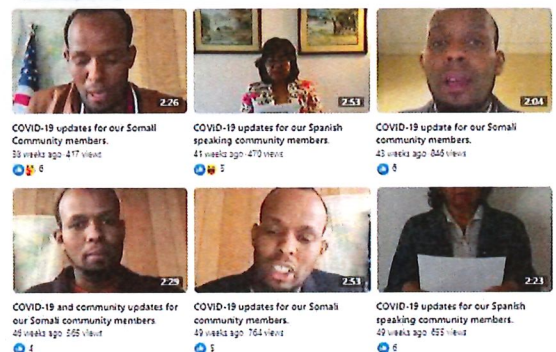 2:26
2:53
2:04
COVID-19 updates for our Somali
Community members.
38 weeks ago · 417 views
6
COVID-19 updates for our Spanish
speaking community members.
41 weeks ago · 470 views
5
COVID-19 update for our Somali
community members.
43 weeks ago · 846 views
6
2:29
2:53
2:23
COVID-19 and community updates for
our Somali community members
46 weeks ago · 565 views
4
COVID-19 updates for our Somali
community members.
49 weeks ago · 764 views
5
COVID-19 updates for our Spanish
speaking community members.
49 weeks ago · 655 views
6